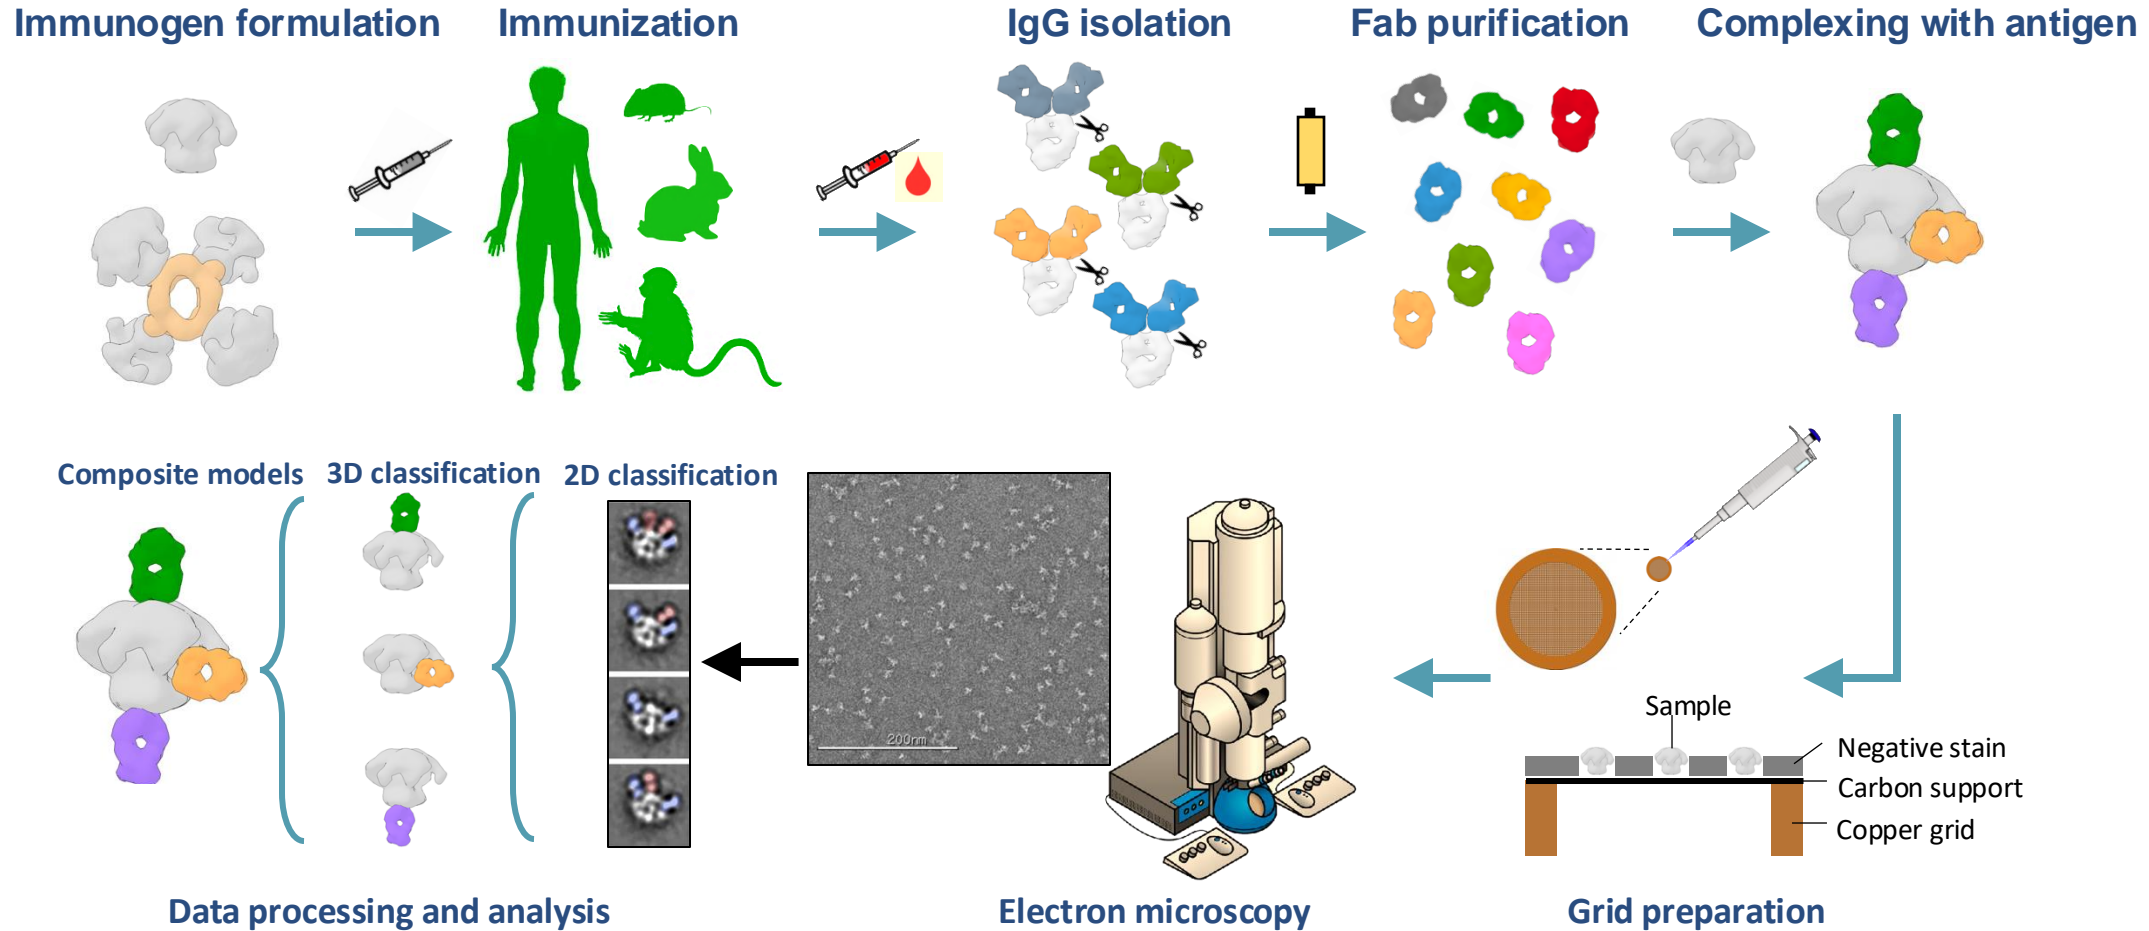 Immunogen formulation
Immunization
IgG isolation
Fab purification
Complexing with antigen
Composite models
3D classification
2D classification
200nm
Sample
Negative stain
Carbon support
Copper grid
Data processing and analysis
Electron microscopy
Grid preparation